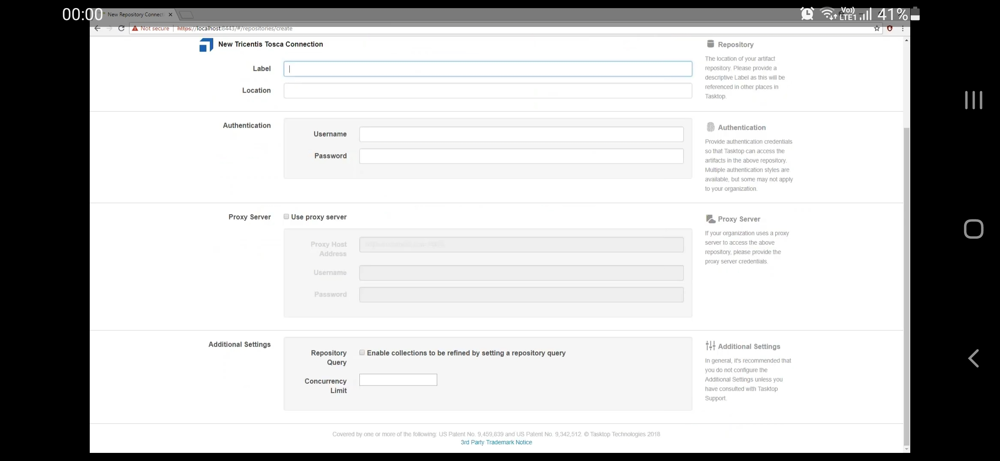 00:00
Vo))
LTE1
41%
New Repository Connect
Not secure
https://localhost:8443/#/repositories/create
New Tricentis Tosca Connection
Label
Location
Repository
The location of your artifact
repository. Please provide a
descriptive Label as this will be
referenced in other places in
Tasktop.
Authentication
Username
Password
Authentication
Provide authentication credentials
so that Tasktop can access the
artifacts in the above repository.
Multiple authentication styles are
available, but some may not apply
to your organization.
Proxy Server
Use proxy server
Proxy Host
Address
Username
Password
Proxy Server
If your organization uses a proxy
server to access the above
repository, please provide the
proxy server credentials.
Additional Settings
Repository
Query
Enable collections to be refined by setting a repository query
Concurrency
Limit
Additional Settings
In general, it's recommended that
you do not configure the
Additional Settings unless you
have consulted with Tasktop
Support.
Covered by one or more of the following: US Patent No. 9,459,839 and US Patent No. 9,342,512. © Tasktop Technologies 2018
3rd Party Trademark Notice